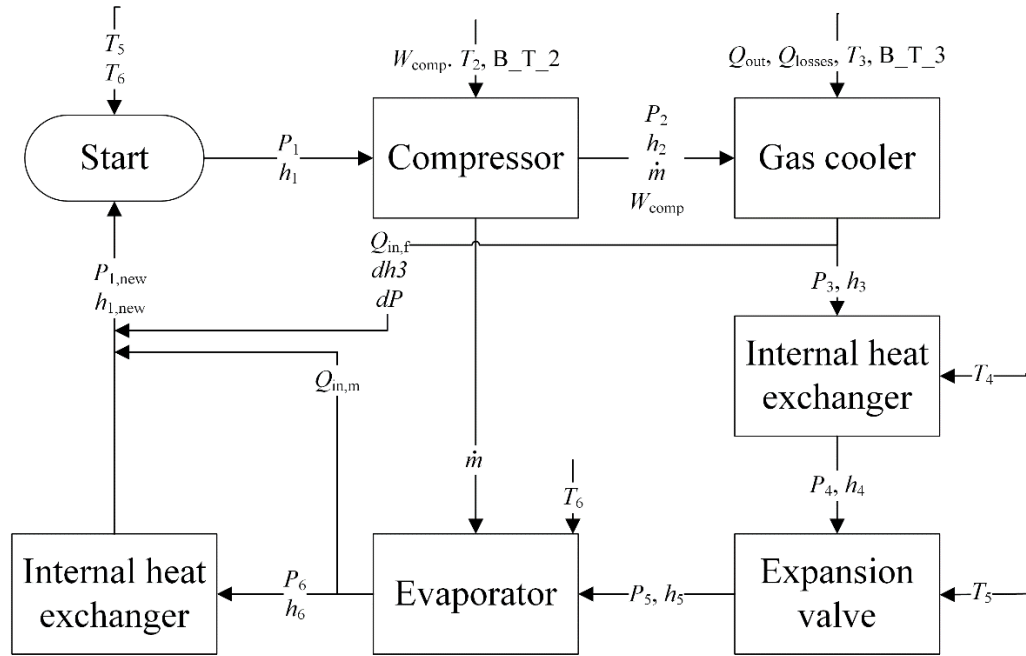 T5
T6
Wcomp. T2, B_T_2
Qout, Qlosses, T3, B_T_3
Start
P1
h1
Compressor
P2
h2
ṁ
Wcomp
Gas cooler
P1,new
h1,new
Qin,f
dh3
dP
P3, h3
Internal heat
exchanger
T4
Qin,m
ṁ
T6
P4, h4
Internal heat
exchanger
P6
h6
Evaporator
P5, h5
Expansion
valve
T5